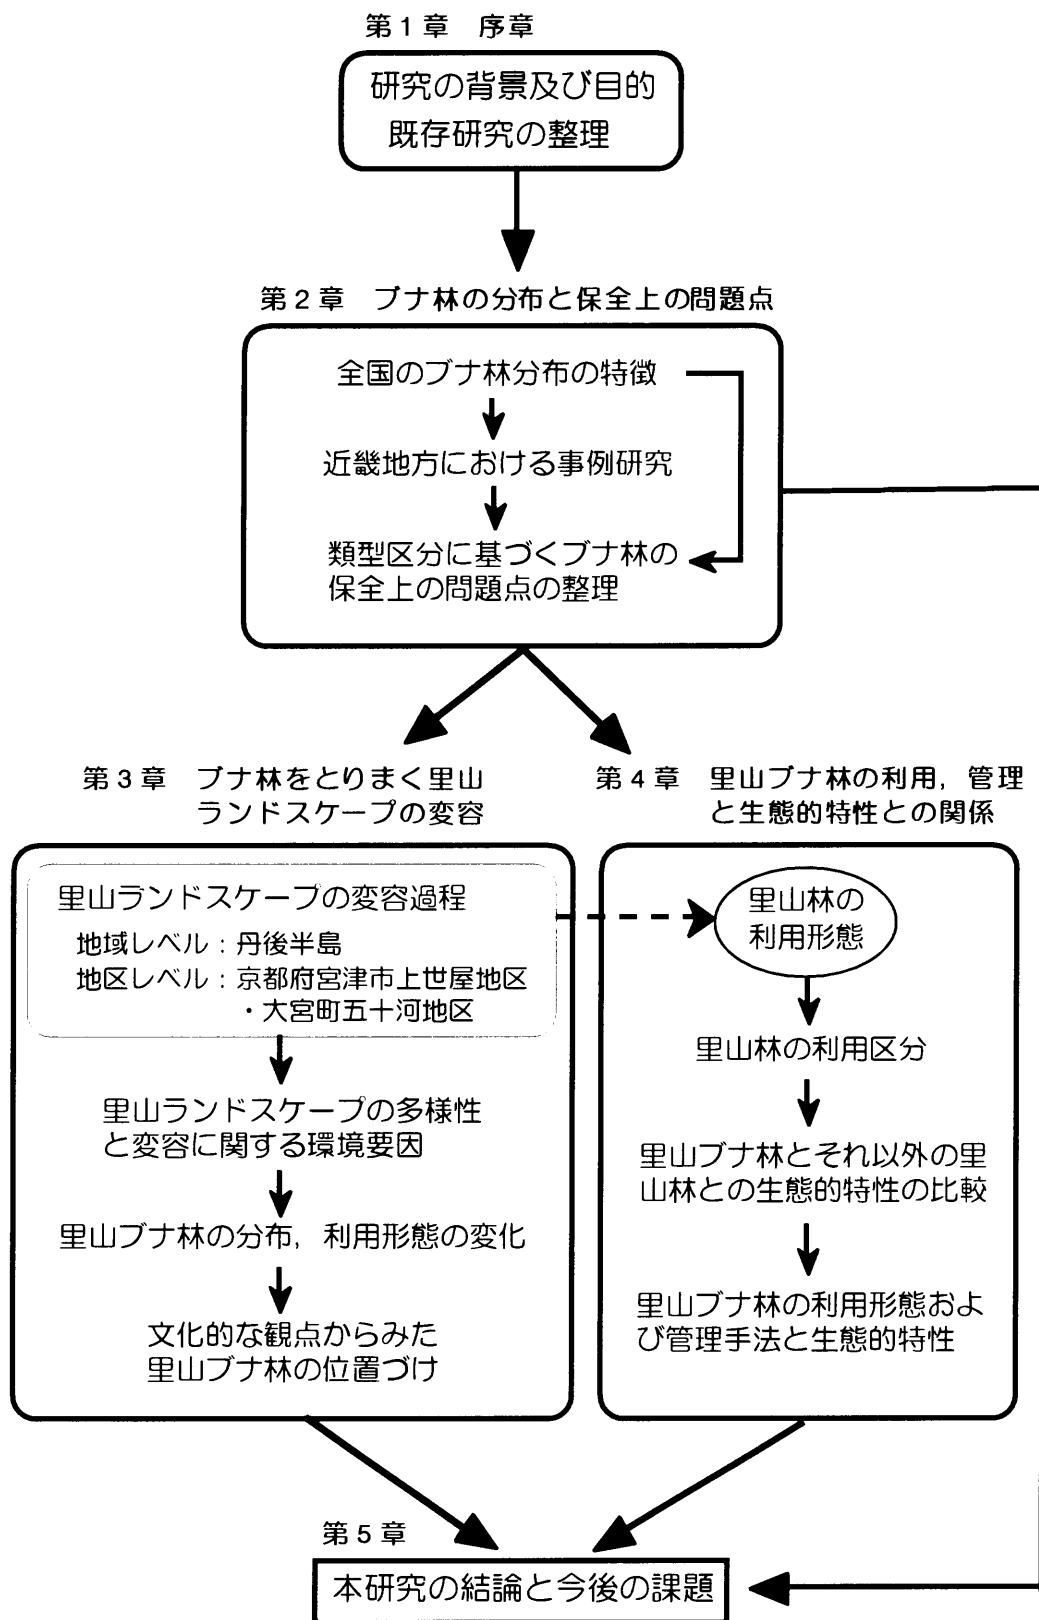 第1章 序章
研究の背景及び目的
既存研究の整理
第2章 ブナ林の分布と保全上の問題点
全国のブナ林分布の特徴
近畿地方における事例研究
類型区分に基づくブナ林の
保全上の問題点の整理
第3章 ブナ林をとりまく里山
ランドスケープの変容
里山ランドスケープの変容過程
地域レベル：丹後半島
地区レベル：京都府宮津市上世屋地区
・大宮町五十河地区
里山ランドスケープの多様性
と変容に関する環境要因
里山ブナ林の分布，利用形態の変化
文化的な観点からみた
里山ブナ林の位置づけ
第4章 里山ブナ林の利用，管理
と生態的特性との関係
里山林の
利用形態
里山林の利用区分
里山ブナ林とそれ以外の里
山林との生態的特性の比較
里山ブナ林の利用形態およ
び管理手法と生態的特性
第5章
本研究の結論と今後の課題